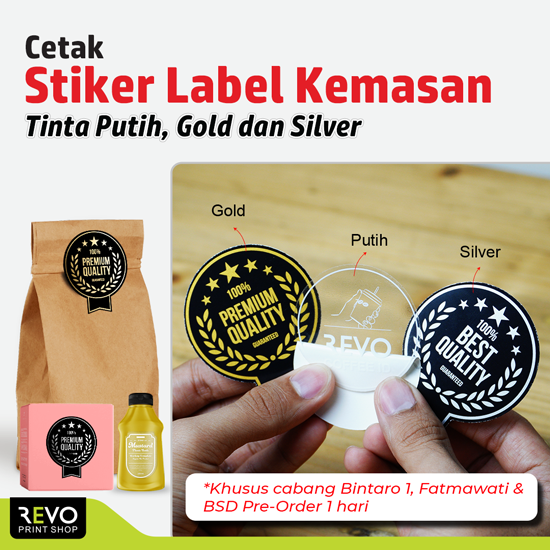 Cetak
Stiker Label Kemasan
Tinta Putih, Gold dan Silver
Gold
Putih
Silver
100%
PREMIUM
QUALITY
GUARANTEED
REVO
100%
BEST
QUALITY
GUARANTEED
100%
PREMIUM
QUALITY
GUARANTEED
100%
PREMIUM
QUALITY
Mustard
*Khusus cabang Bintaro 1, Fatmawati &
BSD Pre-Order 1 hari
REVO
PRINT SHOP